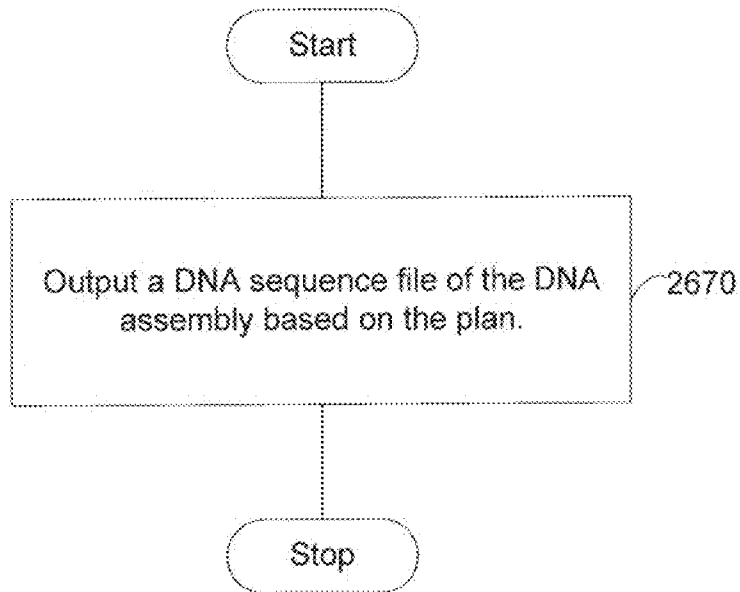 Start
Output a DNA sequence file of the DNA
assembly based on the plan.
2670
Stop